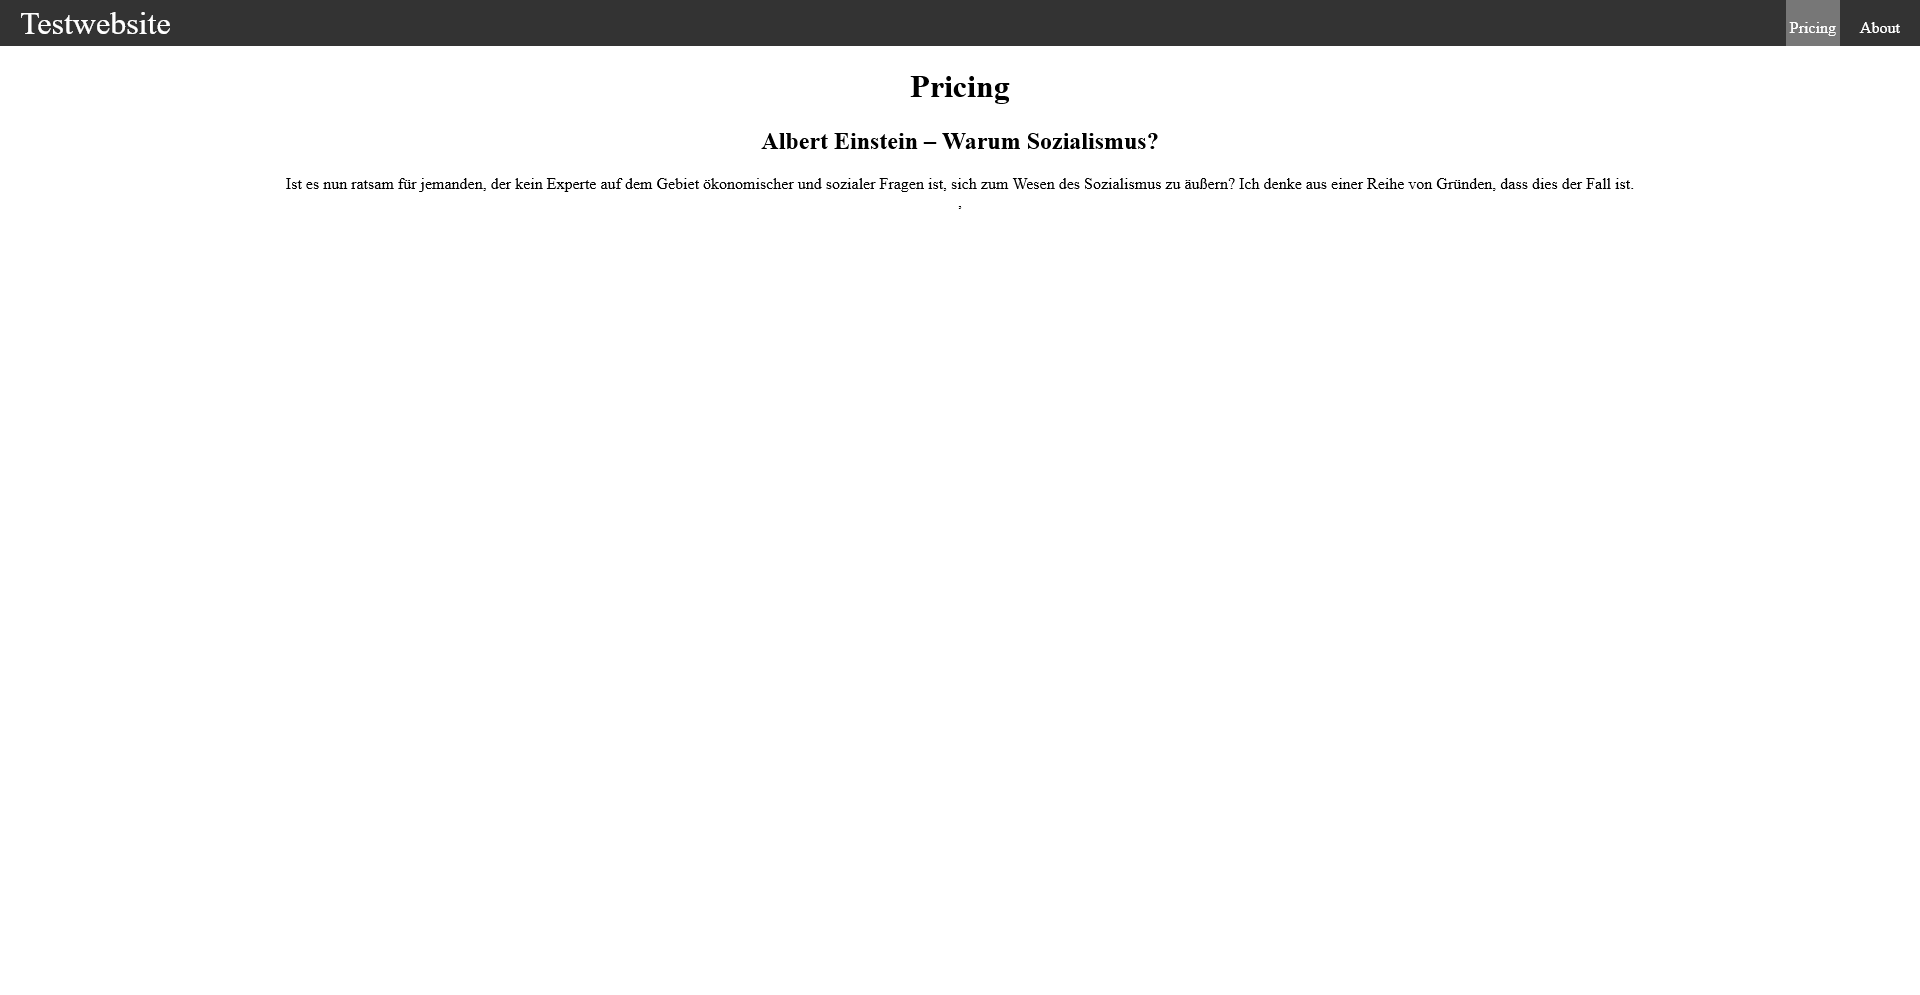 Testwebsite
Pricing About
Pricing
Albert Einstein – Warum Sozialismus?
Ist es nun ratsam für jemanden, der kein Experte auf dem Gebiet ökonomischer und sozialer Fragen ist, sich zum Wesen des Sozialismus zu äußern? Ich denke aus einer Reihe von Gründen, dass dies der Fall ist.
,